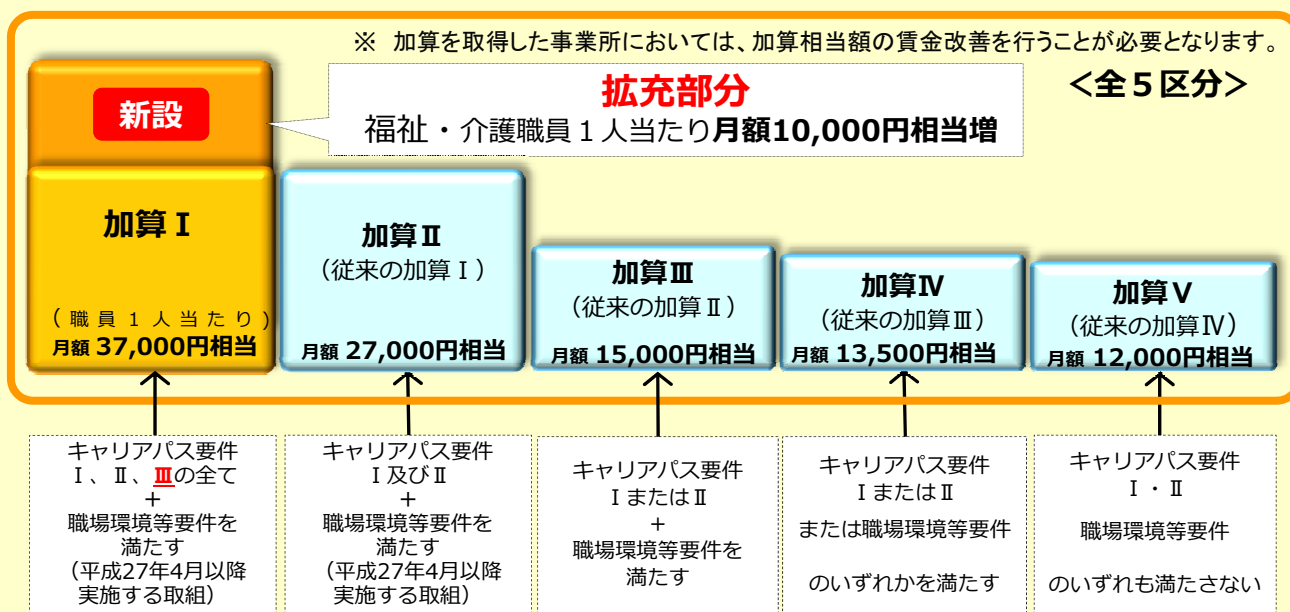 ※ 加算を取得した事業所においては、加算相当額の賃金改善を行うことが必要となります。
<全5区分>
新設
拡充部分
福祉・介護職員1人当たり月額10,000円相当増
加算Ⅰ
(職員1人当たり)
月額 37,000円相当
加算Ⅱ
(従来の加算Ⅰ)
月額 27,000円相当
加算Ⅲ
(従来の加算Ⅱ)
月額 15,000円相当
加算Ⅳ
(従来の加算Ⅲ)
月額 13,500円相当
加算Ⅴ
(従来の加算Ⅳ)
月額 12,000円相当
キャリアパス要件
Ⅰ、Ⅱ、Ⅲの全て
+
職場環境等要件を
満たす
(平成27年4月以降
実施する取組)
キャリアパス要件
Ⅰ及びⅡ
+
職場環境等要件を
満たす
(平成27年4月以降
実施する取組)
キャリアパス要件
ⅠまたはⅡ
+
職場環境等要件を
満たす
キャリアパス要件
ⅠまたはⅡ
または職場環境等要件
のいずれかを満たす
キャリアパス要件
Ⅰ・Ⅱ
職場環境等要件
のいずれも満たさない